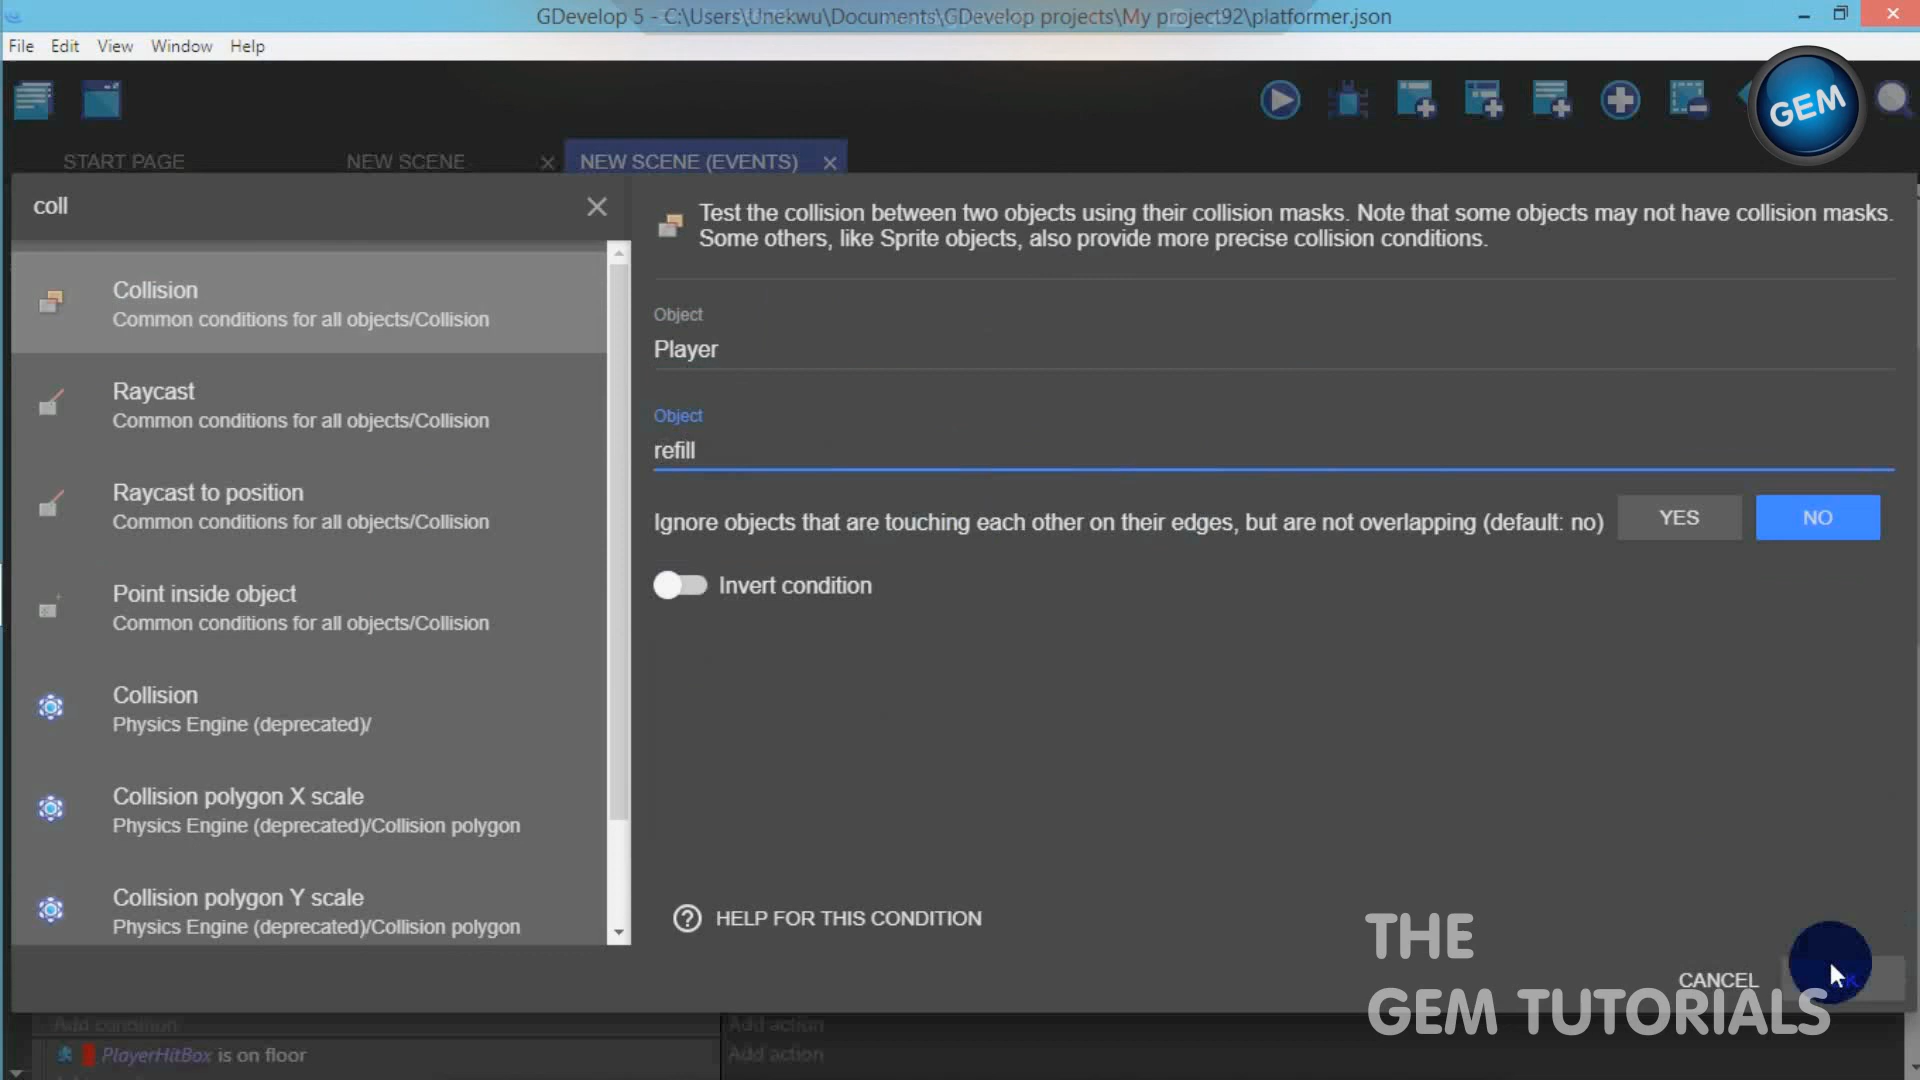 GDevelop 5 - C:\Users\Unekwu\Documents\GDevelop projects\My project92\platformer.json
File Edit View Window Help
GEM
START PAGE
NEW SCENE
NEW SCENE (EVENTS)
coll
Collision
Common conditions for all objects/Collision
Raycast
Common conditions for all objects/Collision
Raycast to position
Common conditions for all objects/Collision
Point inside object
Common conditions for all objects/Collision
Collision
Physics Engine (deprecated)/
Collision polygon X scale
Physics Engine (deprecated)/Collision polygon
Collision polygon Y scale
Physics Engine (deprecated)/Collision polygon
Test the collision between two objects using their collision masks. Note that some objects may not have collision masks.
Some others, like Sprite objects, also provide more precise collision conditions.
Object
Player
Object
refill
Ignore objects that are touching each other on their edges, but are not overlapping (default: no)
YES
NO
Invert condition
HELP FOR THIS CONDITION
CANCEL
THE
GEM TUTORIALS
Add condition
Add action
PlayerHitBox is on floor
Add action